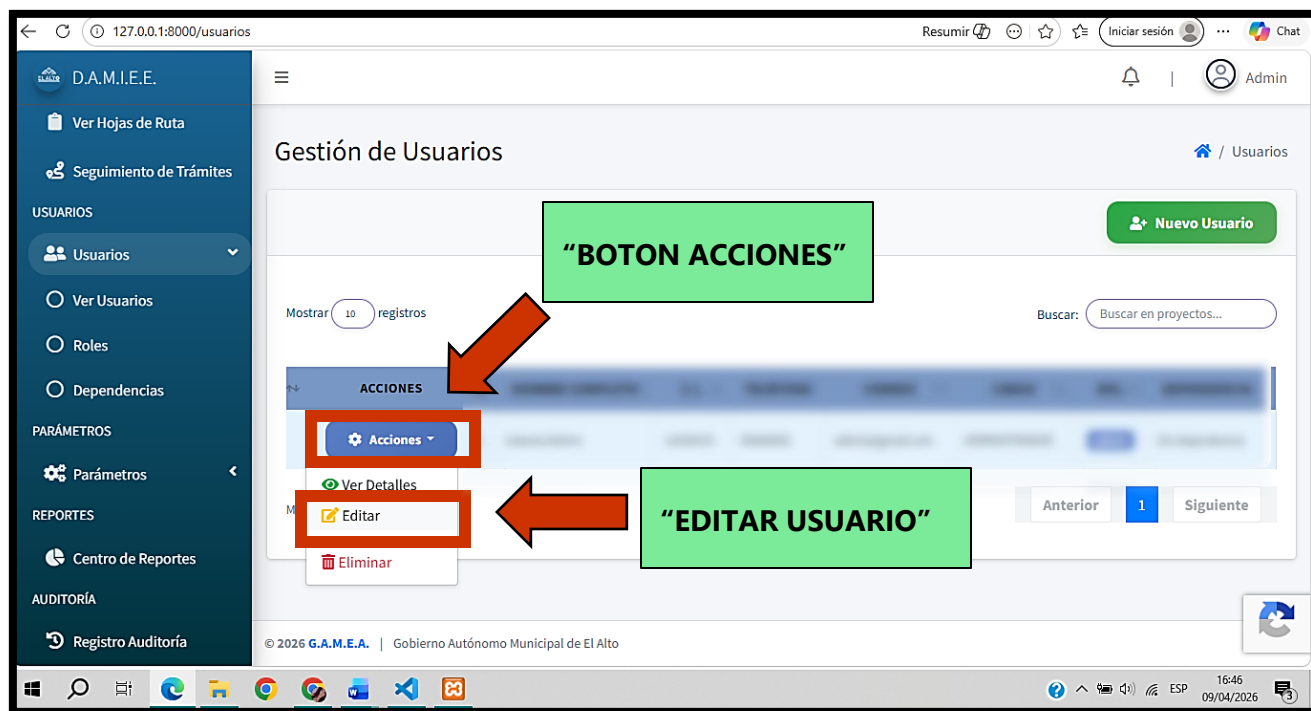 127.0.0.1:8000/usuarios
Resumir
Iniciar sesión
Chat
EL ALTO
D.A.M.I.E.E.
Admin
Ver Hojas de Ruta
Seguimiento de Trámites
USUARIOS
Usuarios
Ver Usuarios
Roles
Dependencias
PARÁMETROS
Parámetros
REPORTES
Centro de Reportes
AUDITORÍA
Registro Auditoría
Gestión de Usuarios
/ Usuarios
Nuevo Usuario
“BOTON ACCIONES”
Mostrar 10 registros
Buscar: Buscar en proyectos...
ACCIONES
Acciones
Ver Detalles
Editar
Eliminar
“EDITAR USUARIO”
Anterior 1 Siguiente
© 2026 G.A.M.E.A. | Gobierno Autónomo Municipal de El Alto
ESP
16:46
09/04/2026
3